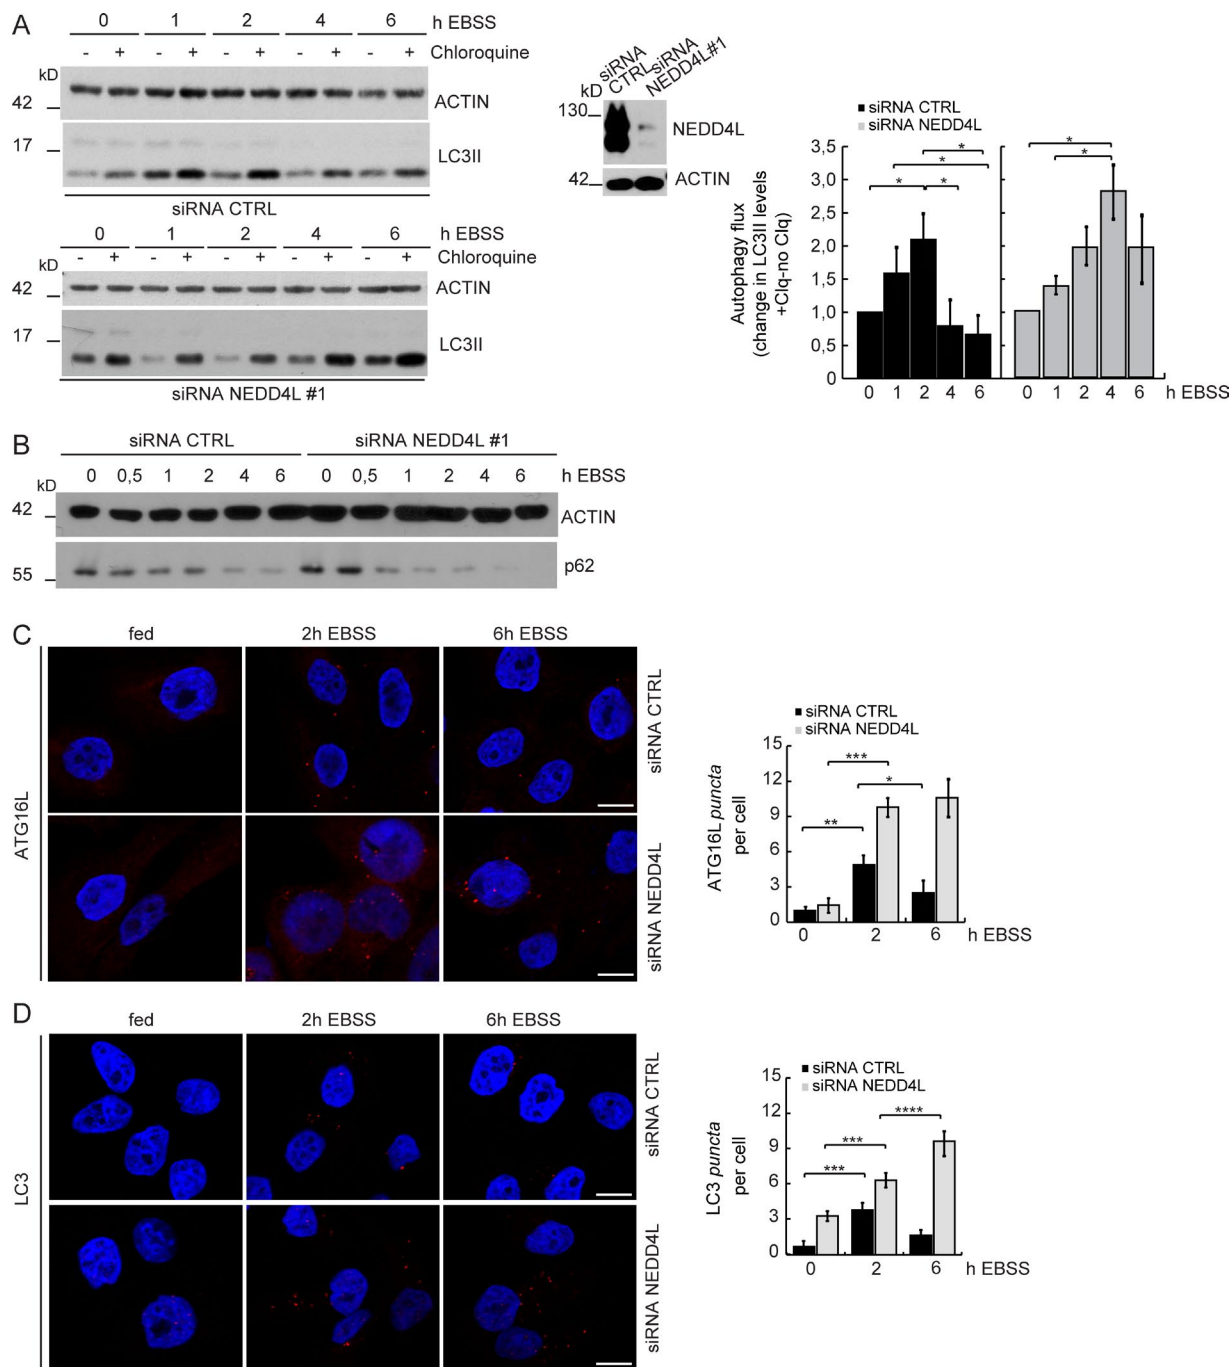 A
0 1 2 4 6 h EBSS
- + - + - + - + - + Chloroquine
kD
42 ACTIN
17 LC3II
siRNA CTRL
0 1 2 4 6 h EBSS
- + - + - + - + - + Chloroquine
kD
42 ACTIN
17 LC3II
siRNA NEDD4L #1
siRNA CTRL
siRNA NEDD4L#1
kD
130 NEDD4L
42 ACTIN
siRNA CTRL
siRNA NEDD4L
Autophagy flux
(change in LC3II levels
+Clq-no Clq)
3,5
3,0
2,5
2,0
1,5
1,0
0,5
0
* * * *
* *
0 1 2 4 6 0 1 2 4 6 h EBSS
B
siRNA CTRL siRNA NEDD4L #1
0 0,5 1 2 4 6 0 0,5 1 2 4 6 h EBSS
kD
42 ACTIN
55 p62
C
fed 2h EBSS 6h EBSS
ATG16L
siRNA CTRL
siRNA NEDD4L
siRNA CTRL
siRNA NEDD4L
ATG16L puncta
per cell
15
12
9
6
3
0
***
*
**
0 2 6 h EBSS
D
fed 2h EBSS 6h EBSS
LC3
siRNA CTRL
siRNA NEDD4L
siRNA CTRL
siRNA NEDD4L
LC3 puncta
per cell
15
12
9
6
3
0
****
***
***
0 2 6 h EBSS